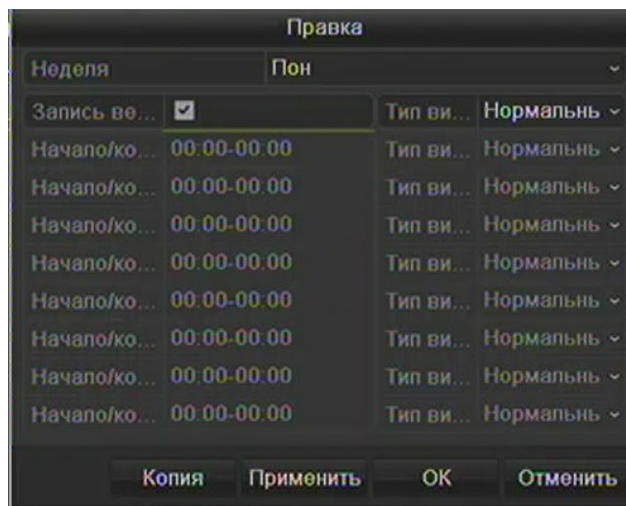 Правка
Неделя Пон
Запись ве... Тип ви... Нормальнь
Начало/ко... 00:00-00:00 Тип ви... Нормальнь
Начало/ко... 00:00-00:00 Тип ви... Нормальнь
Начало/ко... 00:00-00:00 Тип ви... Нормальнь
Начало/ко... 00:00-00:00 Тип ви... Нормальнь
Начало/ко... 00:00-00:00 Тип ви... Нормальнь
Начало/ко... 00:00-00:00 Тип ви... Нормальнь
Начало/ко... 00:00-00:00 Тип ви... Нормальнь
Начало/ко... 00:00-00:00 Тип ви... Нормальнь
Копия Применить ОК Отменить